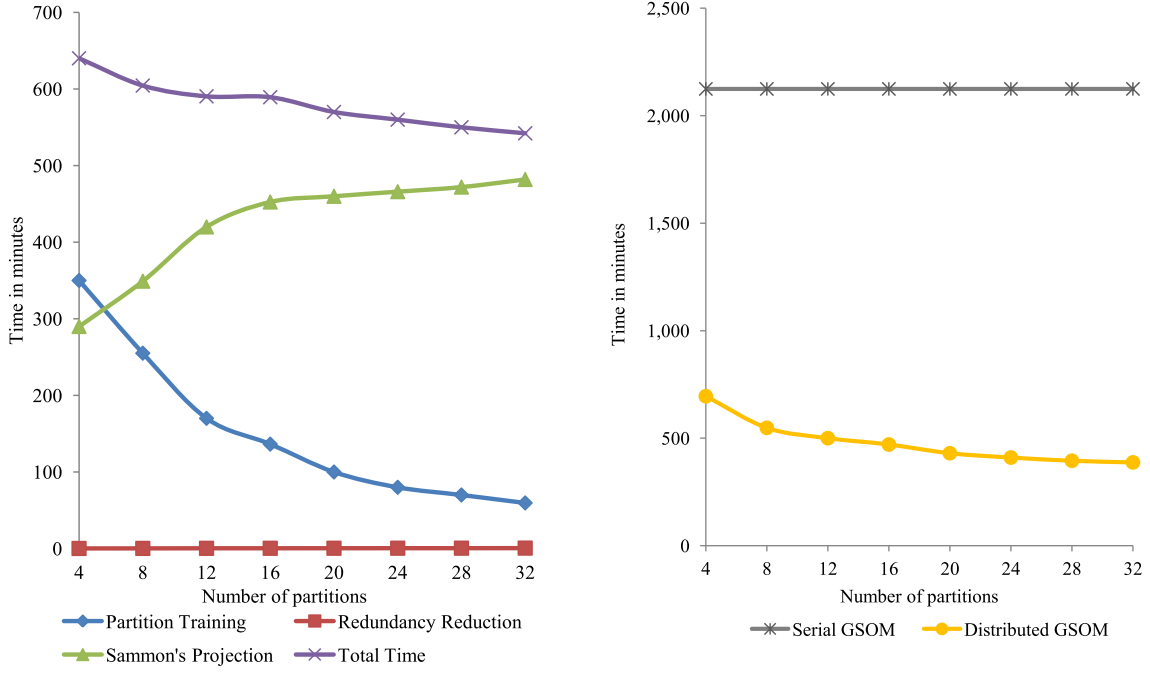 700
600
500
400
300
200
100
0
Time in minutes
4 8 12 16 20 24 28 32
Number of partitions
Partition Training
Redundancy Reduction
Sammon's Projection
Total Time
2,500
2,000
1,500
1,000
500
0
Time in minutes
4 8 12 16 20 24 28 32
Number of partitions
Serial GSOM
Distributed GSOM